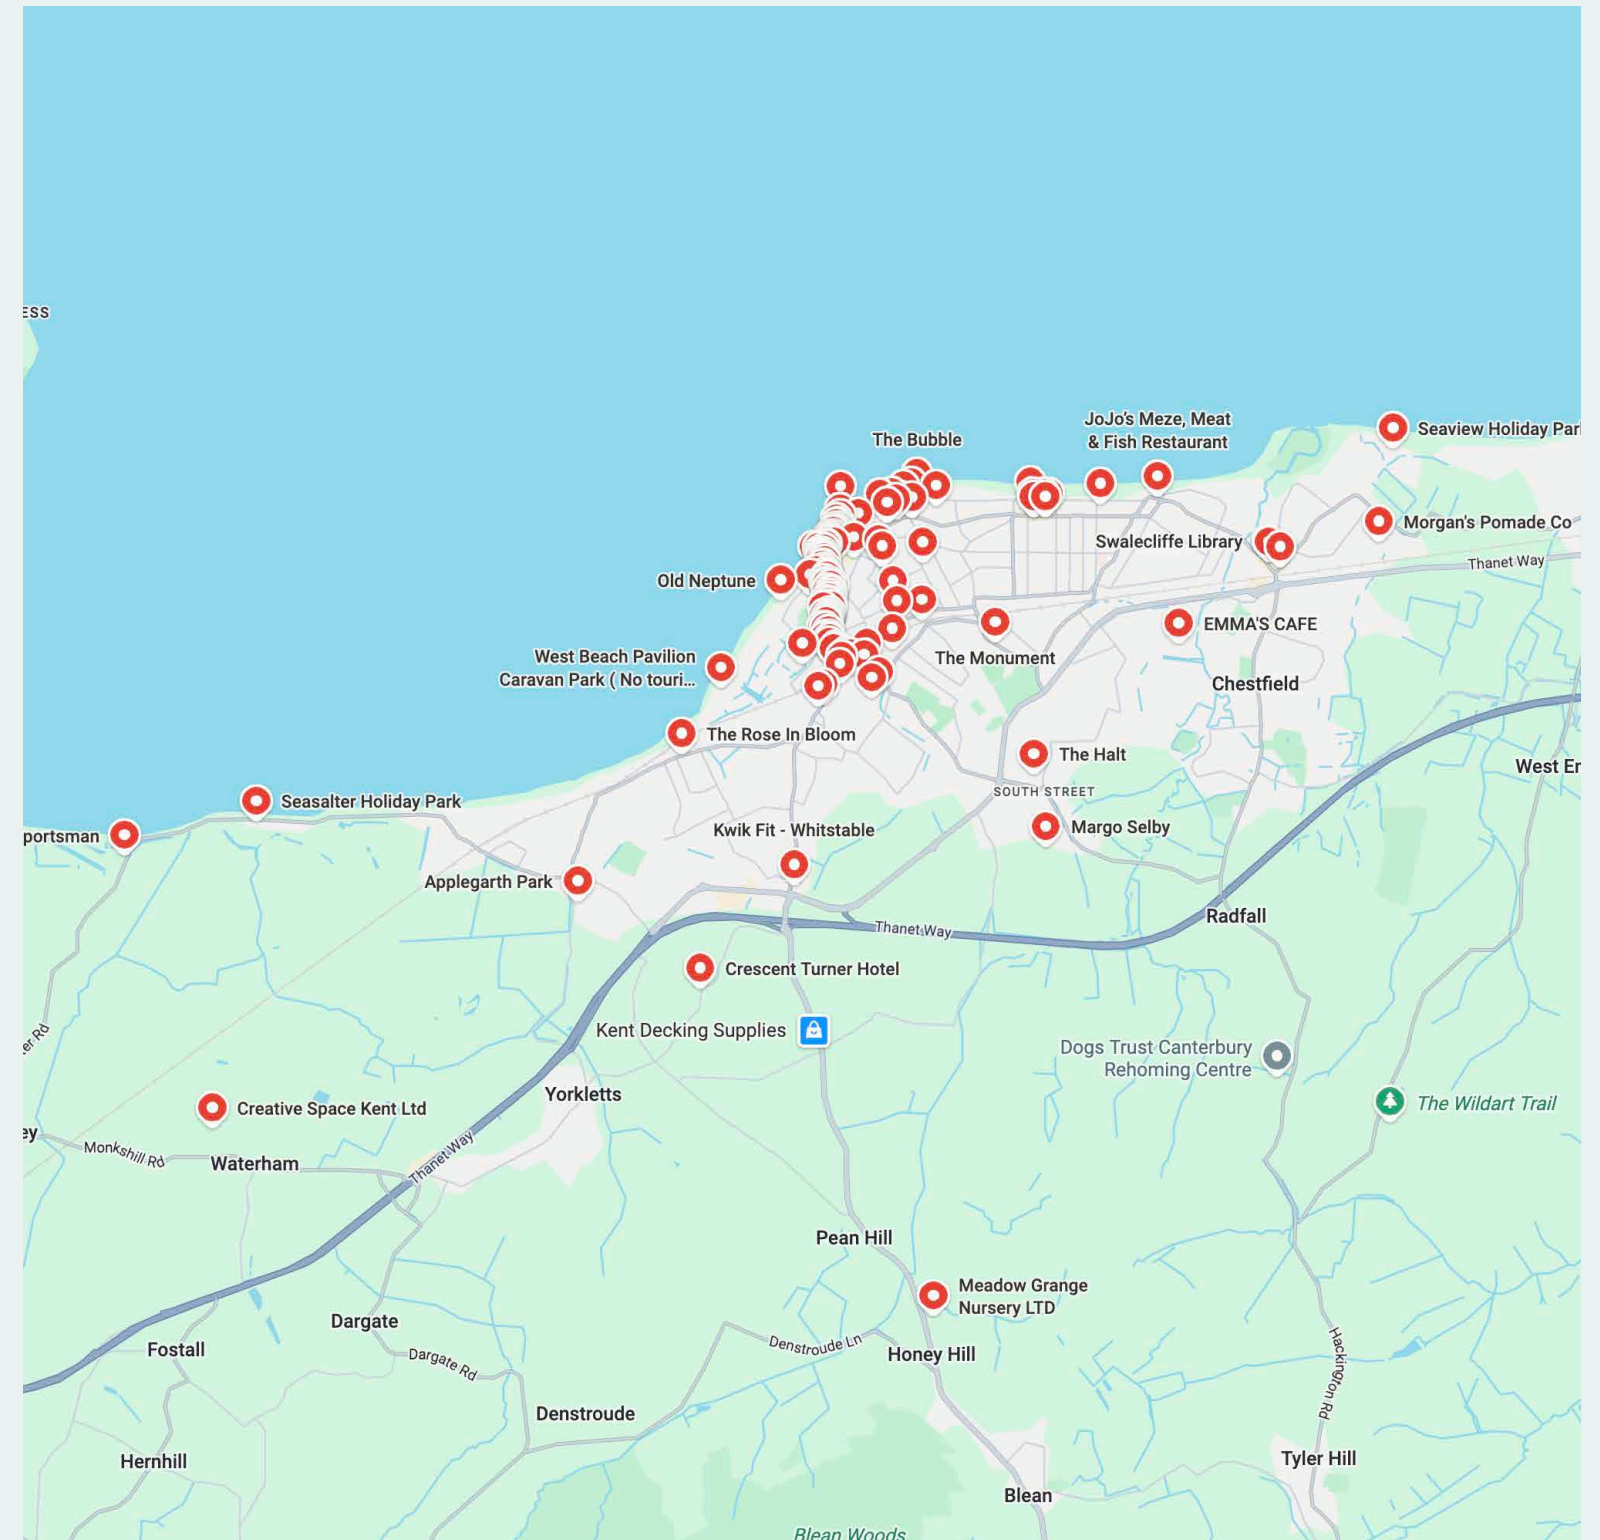 ESS
JoJo's Meze, Meat
& Fish Restaurant
The Bubble
Seaview Holiday Par
Morgan's Pomade Co
Swalecliffe Library
Thanet Way
Old Neptune
EMMA'S CAFE
The Monument
West Beach Pavilion
Caravan Park ( No touri...
Chestfield
The Rose In Bloom
The Halt
West Er
SOUTH STREET
Seasalter Holiday Park
portsman
Kwik Fit - Whitstable
Margo Selby
Applegarth Park
Radfall
Thanet Way
Crescent Turner Hotel
Kent Decking Supplies
er Rd
Dogs Trust Canterbury
Rehoming Centre
Yorkletts
The Wildart Trail
Creative Space Kent Ltd
ey
Monkshill Rd
Waterham
Thanet Way
Pean Hill
Meadow Grange
Nursery LTD
Dargate
Denstroude Ln
Fostall
Honey Hill
Dargate Rd
Hackington Rd
Denstroude
Hernhill
Tyler Hill
Blean
Blean Woods